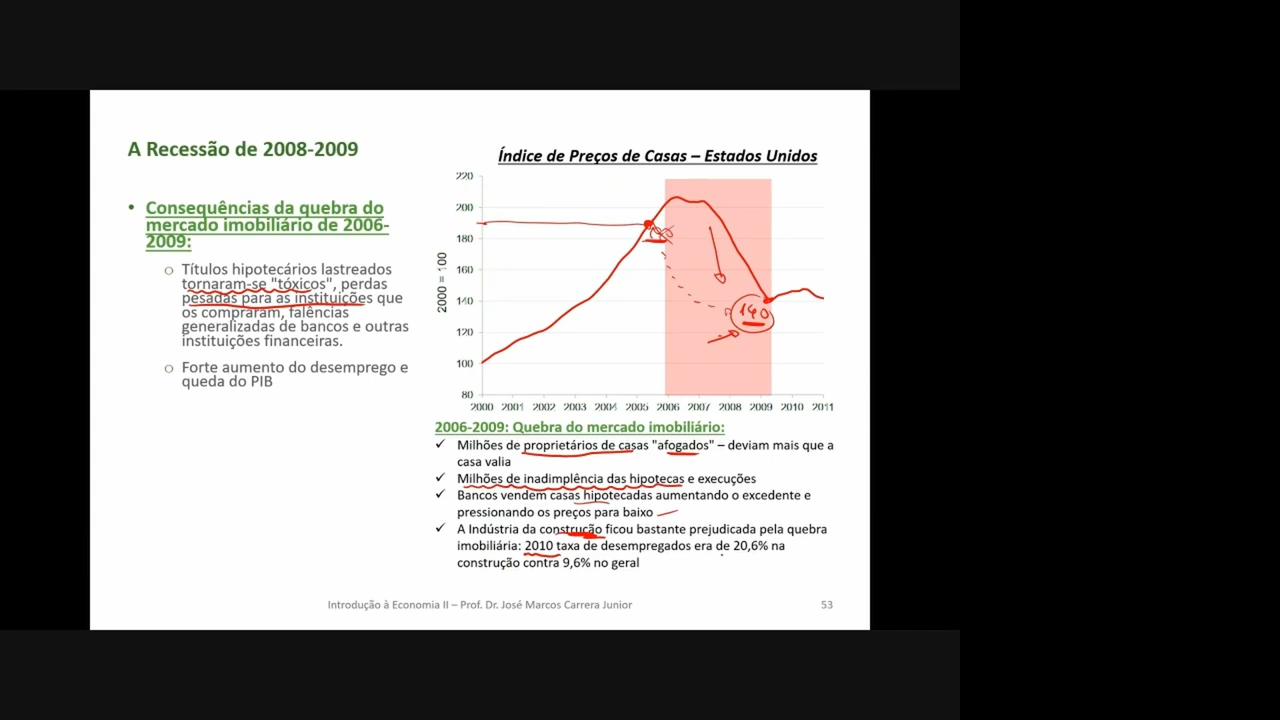 A Recessão de 2008-2009
• Consequências da quebra do
mercado imobiliário de 2006-
2009:
o Títulos hipotecários lastreados
tornaram-se "tóxicos", perdas
pesadas para as instituições que
os compraram, falências
generalizadas de bancos e outras
instituições financeiras.
o Forte aumento do desemprego e
queda do PIB
Índice de Preços de Casas – Estados Unidos
2000 = 100
220
200
180
160
140
120
100
80
2000 2001 2002 2003 2004 2005 2006 2007 2008 2009 2010 2011
140
2006-2009: Quebra do mercado imobiliário:
✓ Milhões de proprietários de casas "afogados" – deviam mais que a
casa valia
✓ Milhões de inadimplência das hipotecas e execuções
✓ Bancos vendem casas hipotecadas aumentando o excedente e
pressionando os preços para baixo
✓ A Indústria da construção ficou bastante prejudicada pela quebra
imobiliária: 2010 taxa de desempregados era de 20,6% na
construção contra 9,6% no geral
Introdução à Economia II – Prof. Dr. José Marcos Carrera Junior
53